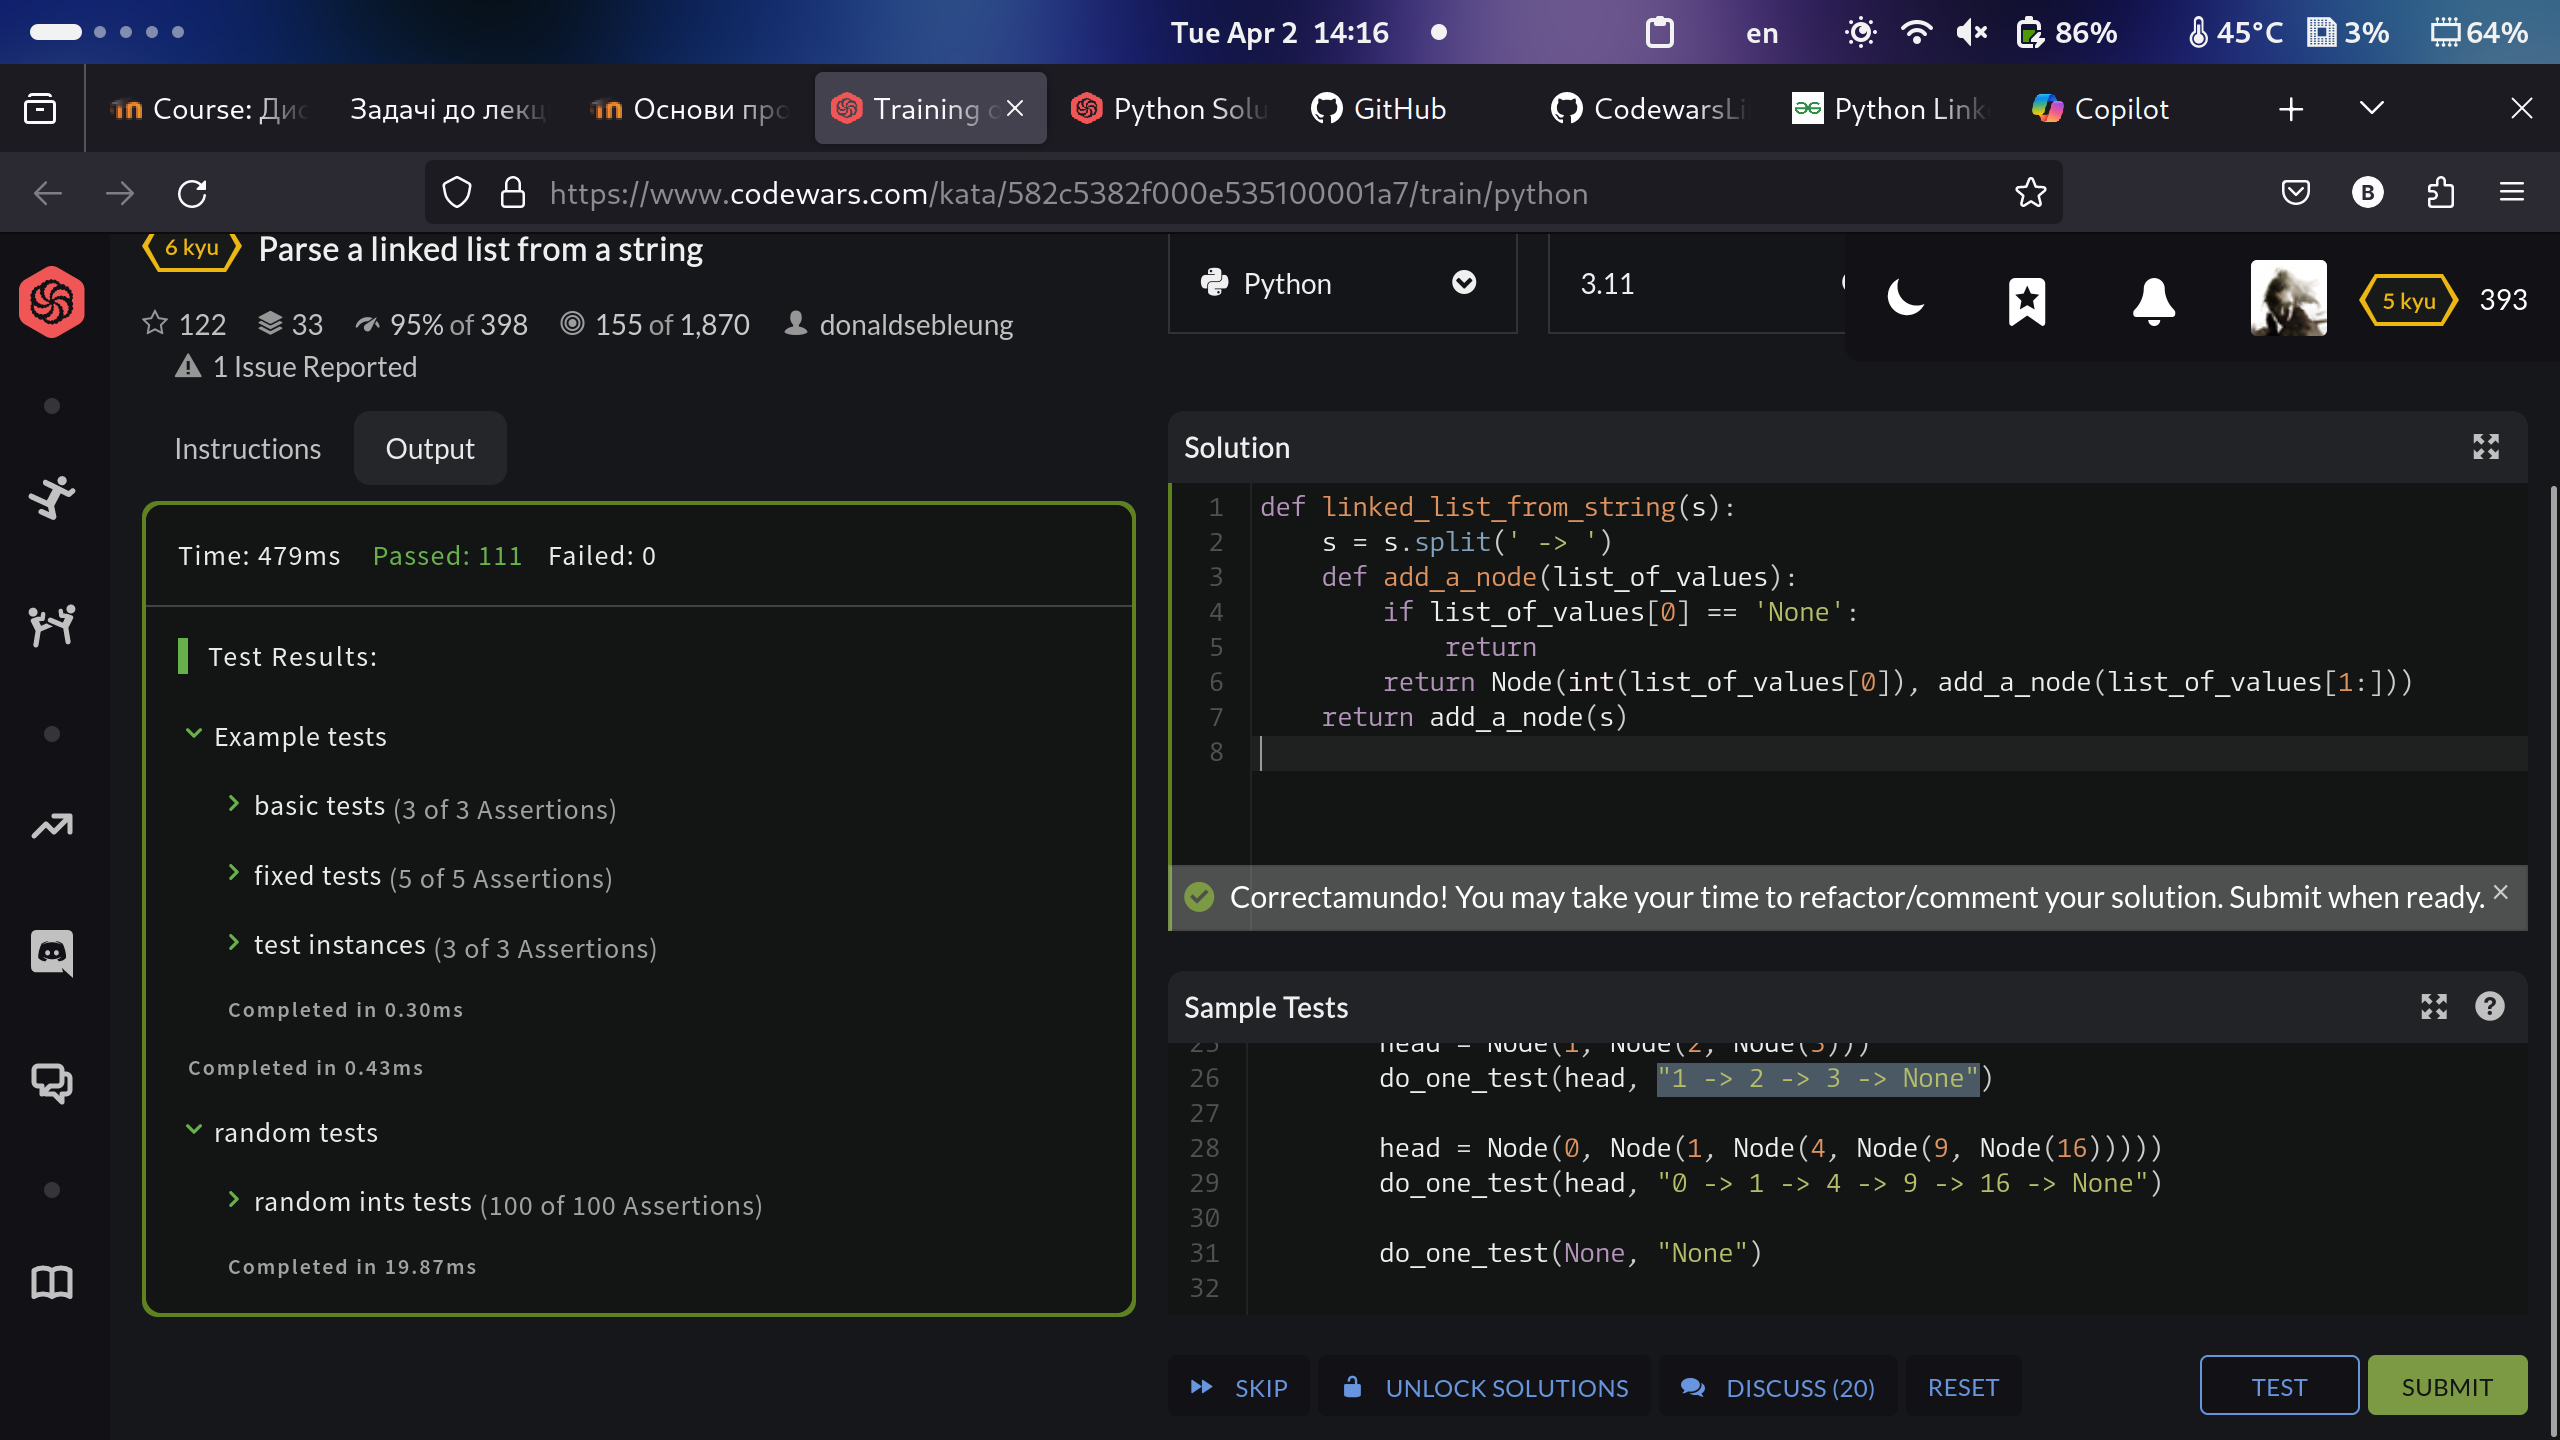 Tue Apr 2 14:16
en
86%
45°C
3%
64%
Course: Дис
Задачі до лекц
Основи про
Training o
Python Solu
GitHub
CodewarsLi
Python Link
Copilot
https://www.codewars.com/kata/582c5382f000e535100001a7/train/python
B
6 kyu
Parse a linked list from a string
122 33 95% of 398 155 of 1,870 donaldsebleung
1 Issue Reported
Python
3.11
5 kyu
393
Instructions
Output
Time: 479ms Passed: 111 Failed: 0
Test Results:
Example tests
basic tests (3 of 3 Assertions)
fixed tests (5 of 5 Assertions)
test instances (3 of 3 Assertions)
Completed in 0.30ms
Completed in 0.43ms
random tests
random ints tests (100 of 100 Assertions)
Completed in 19.87ms
Solution
1 def linked_list_from_string(s):
2 s = s.split(' -> ')
3 def add_a_node(list_of_values):
4 if list_of_values[0] == 'None':
5 return
6 return Node(int(list_of_values[0]), add_a_node(list_of_values[1:]))
7 return add_a_node(s)
8
Correctamundo! You may take your time to refactor/comment your solution. Submit when ready.
Sample Tests
25 head = Node(1, Node(2, Node(3)))
26 do_one_test(head, "1 -> 2 -> 3 -> None")
27
28 head = Node(0, Node(1, Node(4, Node(9, Node(16)))))
29 do_one_test(head, "0 -> 1 -> 4 -> 9 -> 16 -> None")
30
31 do_one_test(None, "None")
32
SKIP
UNLOCK SOLUTIONS
DISCUSS (20)
RESET
TEST
SUBMIT